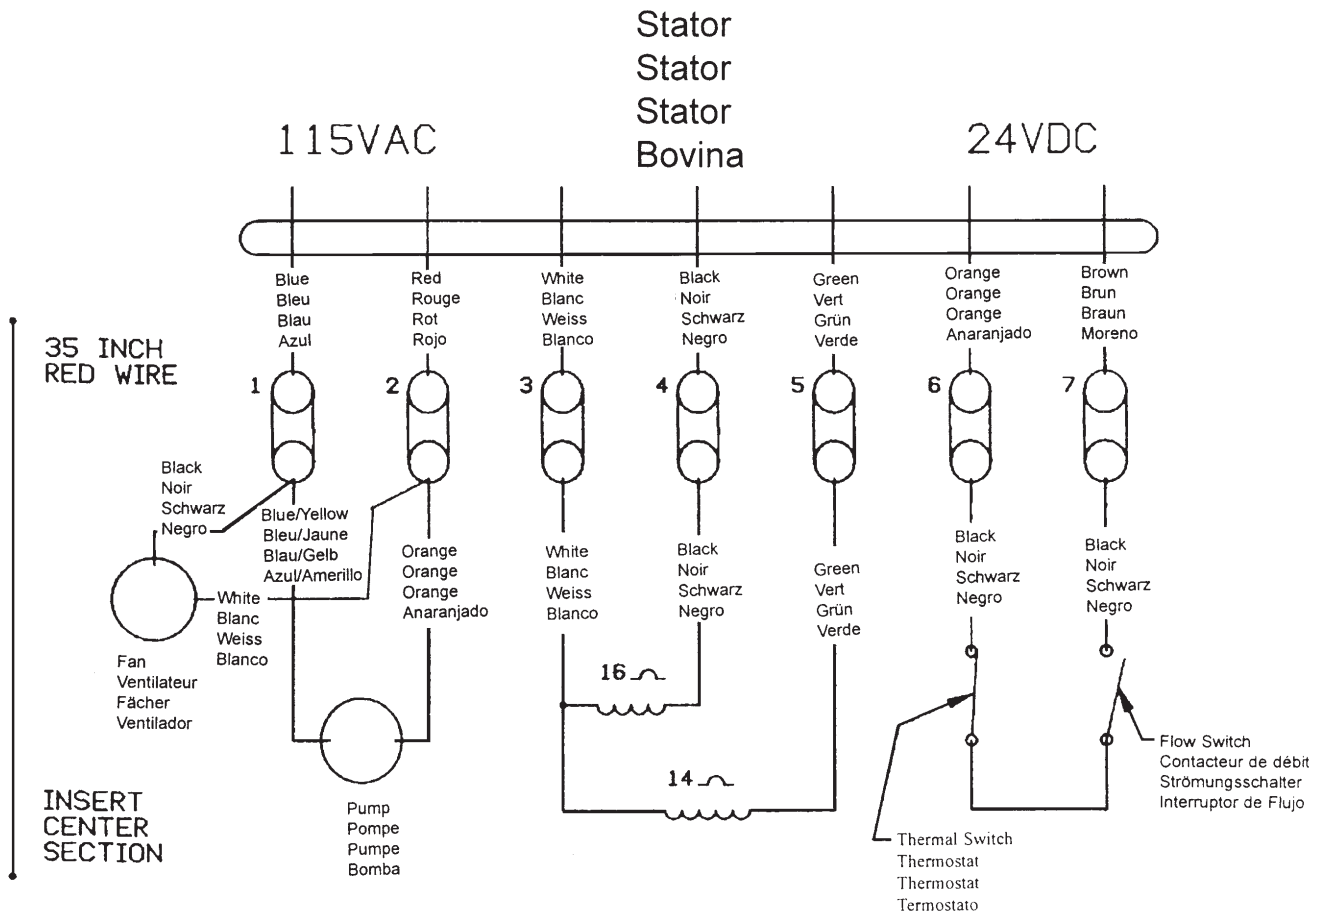 Stator
Stator
Stator
Bovina
115VAC
24VDC
Blue
Bleu
Blau
Azul
Red
Rouge
Rot
Rojo
White
Blanc
Weiss
Blanco
Black
Noir
Schwarz
Negro
Green
Vert
Grün
Verde
Orange
Orange
Orange
Anaranjado
Brown
Brun
Braun
Moreno
35 INCH
RED WIRE
1
2
3
4
5
6
7
Black
Noir
Schwarz
Negro
Blue/Yellow
Bleu/Jaune
Blau/Gelb
Azul/Amerillo
Orange
Orange
Orange
Anaranjado
White
Blanc
Weiss
Blanco
Black
Noir
Schwarz
Negro
Green
Vert
Grün
Verde
Black
Noir
Schwarz
Negro
Black
Noir
Schwarz
Negro
White
Blanc
Weiss
Blanco
Fan
Ventilateur
Fächer
Ventilador
16
14
Flow Switch
Contacteur de débit
Strömungsschalter
Interruptor de Flujo
INSERT
CENTER
SECTION
Pump
Pompe
Pumpe
Bomba
Thermal Switch
Thermostat
Thermostat
Termostato